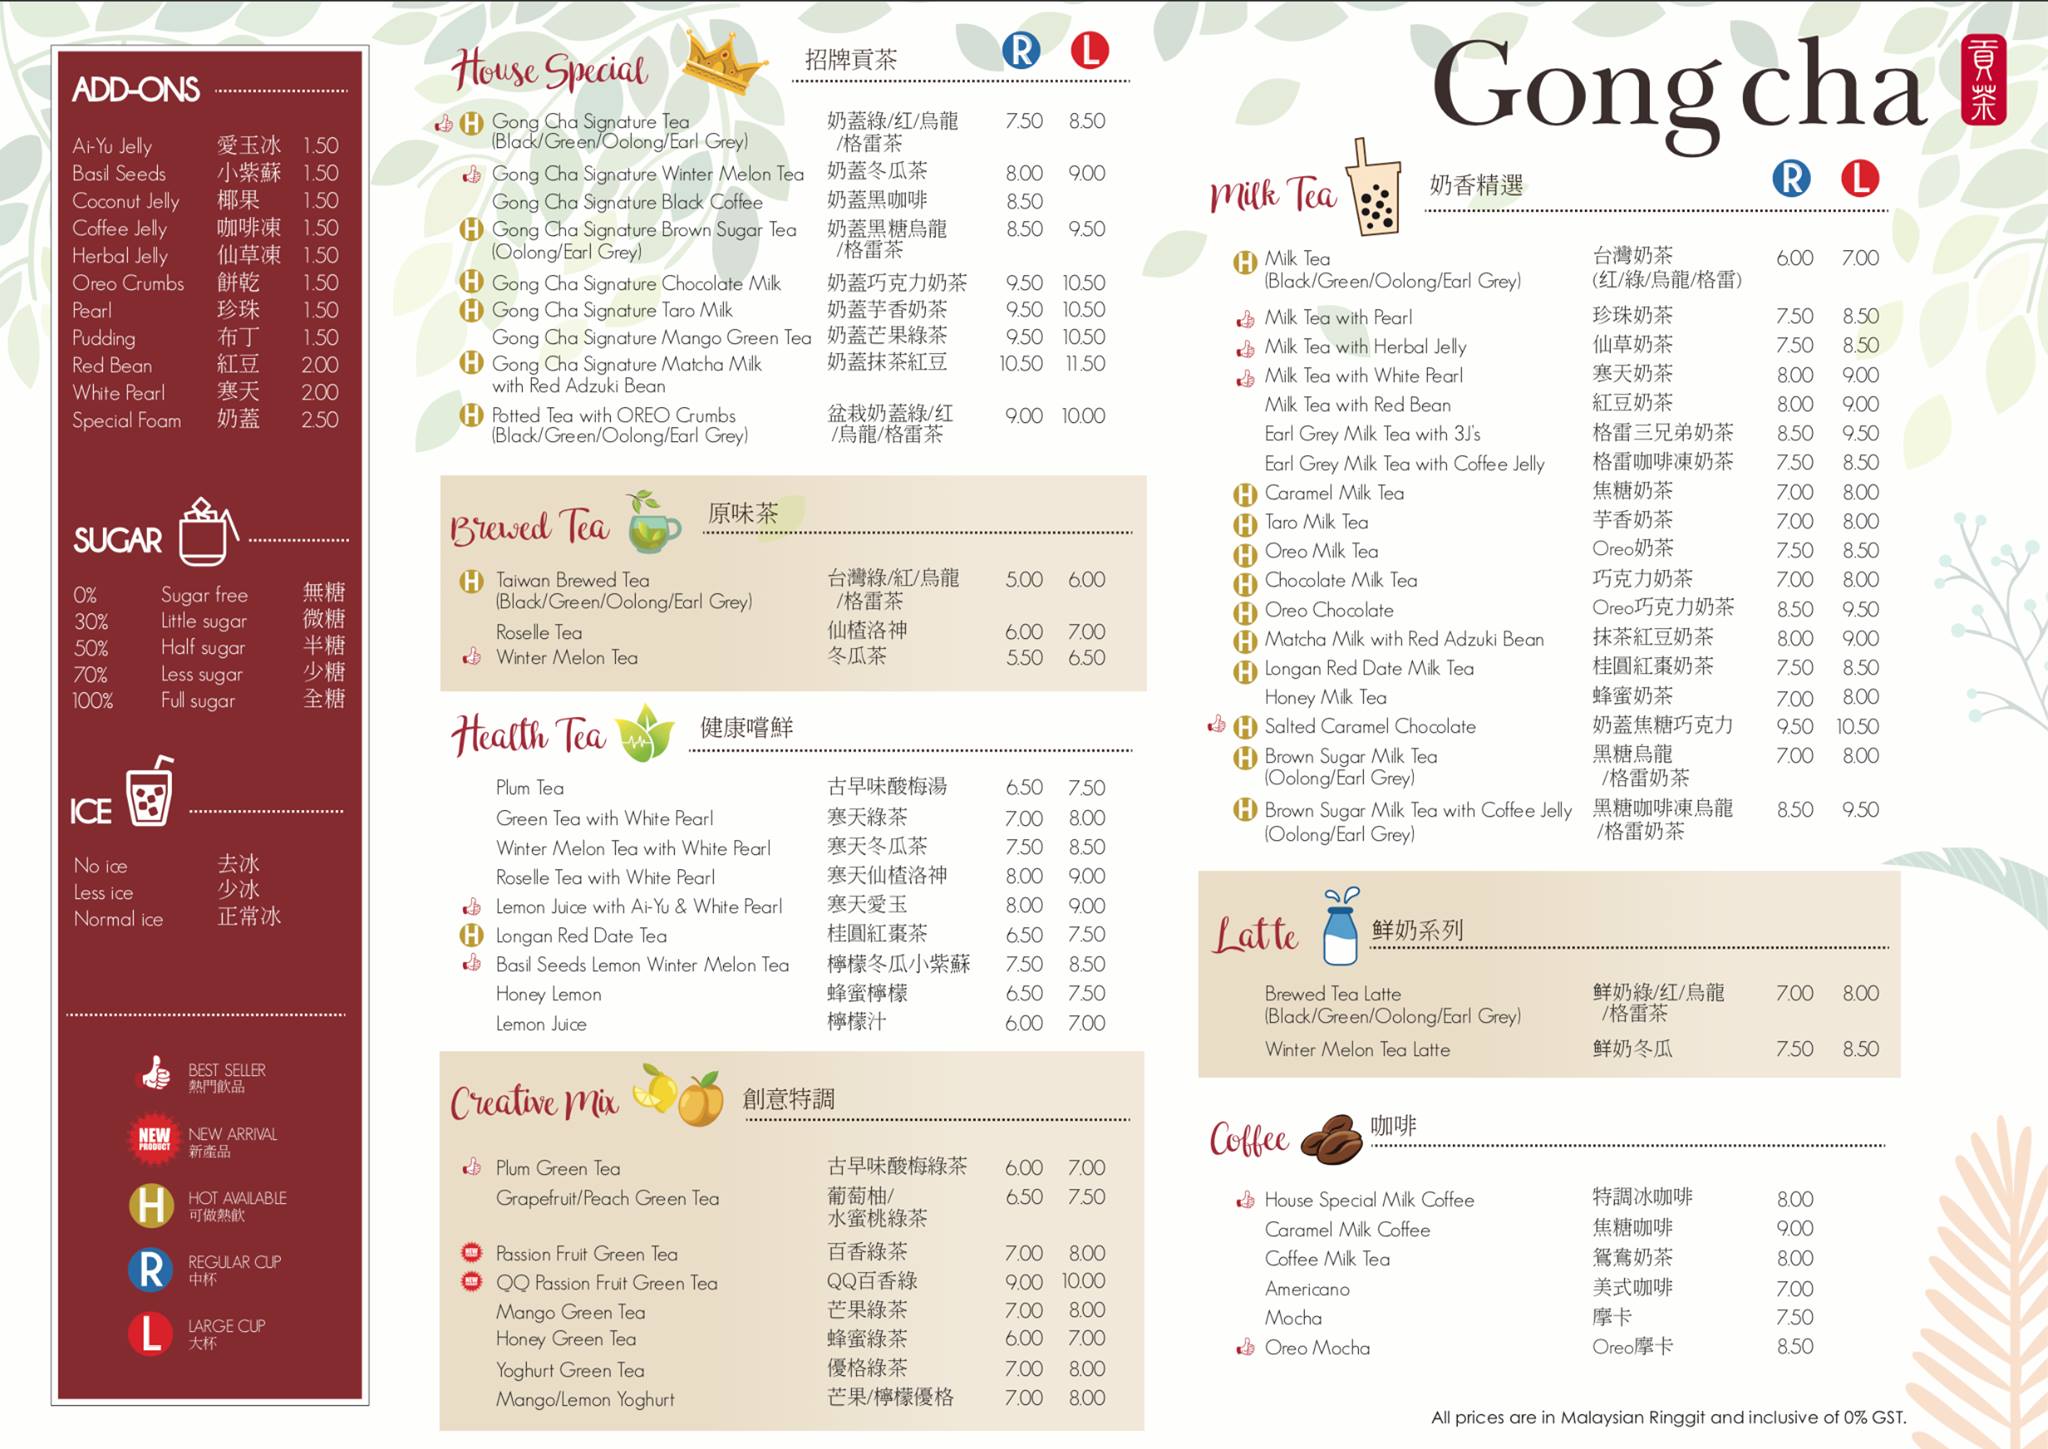 ADD-ONS
Ai-Yu Jelly 愛玉冰 1.50
Basil Seeds 小紫蘇 1.50
Coconut Jelly 椰果 1.50
Coffee Jelly 咖啡凍 1.50
Herbal Jelly 仙草凍 1.50
Oreo Crumbs 餅乾 1.50
Pearl 珍珠 1.50
Pudding 布丁 1.50
Red Bean 紅豆 2.00
White Pearl 寒天 2.00
Special Foam 奶蓋 2.50
SUGAR
0% Sugar free 無糖
30% Little sugar 微糖
50% Half sugar 半糖
70% Less sugar 少糖
100% Full sugar 全糖
ICE
No ice 去冰
Less ice 少冰
Normal ice 正常冰
BEST SELLER
熱門飲品
NEW PRODUCT
NEW ARRIVAL
新產品
H HOT AVAILABLE
可做熱飲
R REGULAR CUP
中杯
L LARGE CUP
大杯
House Special 招牌貢茶 R L
H Gong Cha Signature Tea 奶蓋綠/红/烏龍 7.50 8.50
(Black/Green/Oolong/Earl Grey) /格雷茶
Gong Cha Signature Winter Melon Tea 奶蓋冬瓜茶 8.00 9.00
Gong Cha Signature Black Coffee 奶蓋黑咖啡 8.50
H Gong Cha Signature Brown Sugar Tea 奶蓋黑糖烏龍 8.50 9.50
(Oolong/Earl Grey) /格雷茶
H Gong Cha Signature Chocolate Milk 奶蓋巧克力奶茶 9.50 10.50
H Gong Cha Signature Taro Milk 奶蓋芋香奶茶 9.50 10.50
Gong Cha Signature Mango Green Tea 奶蓋芒果綠茶 9.50 10.50
H Gong Cha Signature Matcha Milk 奶蓋抹茶紅豆 10.50 11.50
with Red Adzuki Bean
H Potted Tea with OREO Crumbs 盆栽奶蓋綠/红 9.00 10.00
(Black/Green/Oolong/Earl Grey) /烏龍/格雷茶
Brewed Tea 原味茶
H Taiwan Brewed Tea 台灣綠/紅/烏龍 5.00 6.00
(Black/Green/Oolong/Earl Grey) /格雷茶
Roselle Tea 仙楂洛神 6.00 7.00
Winter Melon Tea 冬瓜茶 5.50 6.50
Health Tea 健康嚐鮮
Plum Tea 古早味酸梅湯 6.50 7.50
Green Tea with White Pearl 寒天綠茶 7.00 8.00
Winter Melon Tea with White Pearl 寒天冬瓜茶 7.50 8.50
Roselle Tea with White Pearl 寒天仙楂洛神 8.00 9.00
Lemon Juice with Ai-Yu & White Pearl 寒天愛玉 8.00 9.00
H Longan Red Date Tea 桂圓紅棗茶 6.50 7.50
Basil Seeds Lemon Winter Melon Tea 檸檬冬瓜小紫蘇 7.50 8.50
Honey Lemon 蜂蜜檸檬 6.50 7.50
Lemon Juice 檸檬汁 6.00 7.00
Creative Mix 創意特調
Plum Green Tea 古早味酸梅綠茶 6.00 7.00
Grapefruit/Peach Green Tea 葡萄柚/ 6.50 7.50
水蜜桃綠茶
NEW Passion Fruit Green Tea 百香綠茶 7.00 8.00
NEW QQ Passion Fruit Green Tea QQ百香綠 9.00 10.00
Mango Green Tea 芒果綠茶 7.00 8.00
Honey Green Tea 蜂蜜綠茶 6.00 7.00
Yoghurt Green Tea 優格綠茶 7.00 8.00
Mango/Lemon Yoghurt 芒果/檸檬優格 7.00 8.00
Gong cha 貢茶
Milk Tea 奶香精選 R L
H Milk Tea 台灣奶茶 6.00 7.00
(Black/Green/Oolong/Earl Grey) (红/綠/烏龍/格雷)
Milk Tea with Pearl 珍珠奶茶 7.50 8.50
Milk Tea with Herbal Jelly 仙草奶茶 7.50 8.50
Milk Tea with White Pearl 寒天奶茶 8.00 9.00
Milk Tea with Red Bean 紅豆奶茶 8.00 9.00
Earl Grey Milk Tea with 3J's 格雷三兄弟奶茶 8.50 9.50
Earl Grey Milk Tea with Coffee Jelly 格雷咖啡凍奶茶 7.50 8.50
H Caramel Milk Tea 焦糖奶茶 7.00 8.00
H Taro Milk Tea 芋香奶茶 7.00 8.00
H Oreo Milk Tea Oreo奶茶 7.50 8.50
H Chocolate Milk Tea 巧克力奶茶 7.00 8.00
H Oreo Chocolate Oreo巧克力奶茶 8.50 9.50
H Matcha Milk with Red Adzuki Bean 抹茶紅豆奶茶 8.00 9.00
H Longan Red Date Milk Tea 桂圓紅棗奶茶 7.50 8.50
Honey Milk Tea 蜂蜜奶茶 7.00 8.00
H Salted Caramel Chocolate 奶蓋焦糖巧克力 9.50 10.50
H Brown Sugar Milk Tea 黑糖烏龍 7.00 8.00
(Oolong/Earl Grey) /格雷奶茶
H Brown Sugar Milk Tea with Coffee Jelly 黑糖咖啡凍烏龍 8.50 9.50
(Oolong/Earl Grey) /格雷奶茶
Latte 鮮奶系列
Brewed Tea Latte 鮮奶綠/红/烏龍 7.00 8.00
(Black/Green/Oolong/Earl Grey) /格雷茶
Winter Melon Tea Latte 鮮奶冬瓜 7.50 8.50
Coffee 咖啡
House Special Milk Coffee 特調冰咖啡 8.00
Caramel Milk Coffee 焦糖咖啡 9.00
Coffee Milk Tea 鴛鴦奶茶 8.00
Americano 美式咖啡 7.00
Mocha 摩卡 7.50
Oreo Mocha Oreo摩卡 8.50
All prices are in Malaysian Ringgit and inclusive of 0% GST.